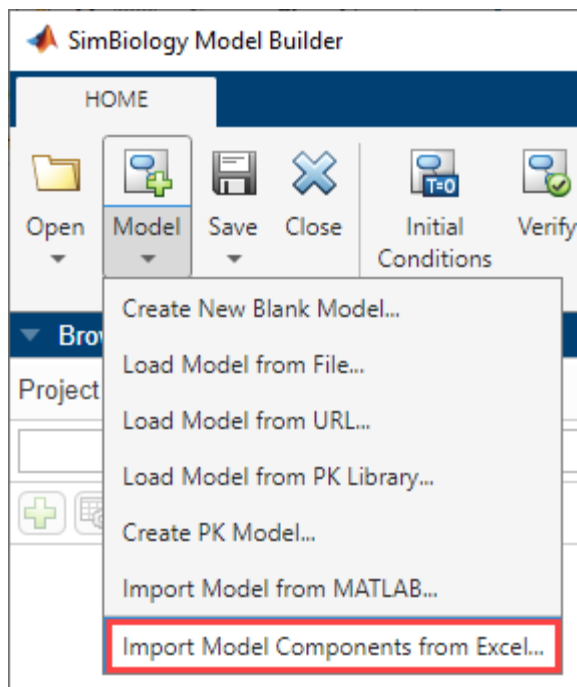 SimBiology Model Builder
HOME
Open Model Save Close Initial Conditions Verify
T=0
Create New Blank Model...
Load Model from File...
Load Model from URL...
Load Model from PK Library...
Create PK Model...
Import Model from MATLAB...
Import Model Components from Excel...
Project